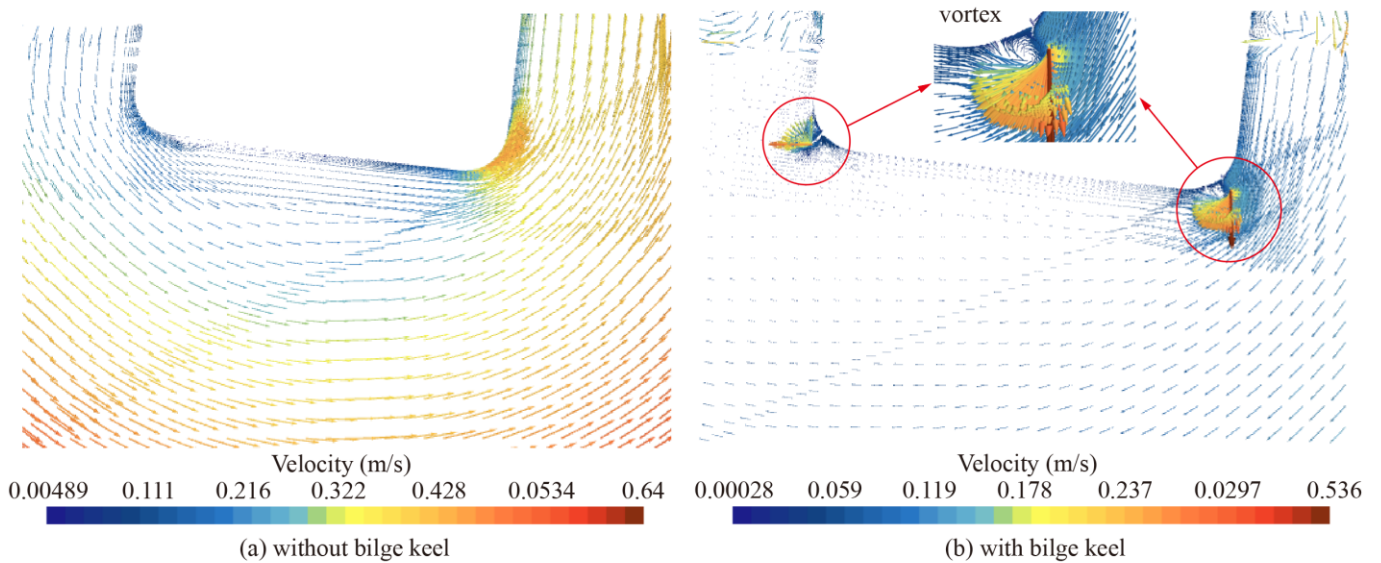 vortex
Velocity (m/s)
0.00489 0.111 0.216 0.322 0.428 0.0534 0.64
(a) without bilge keel
Velocity (m/s)
0.00028 0.059 0.119 0.178 0.237 0.0297 0.536
(b) with bilge keel